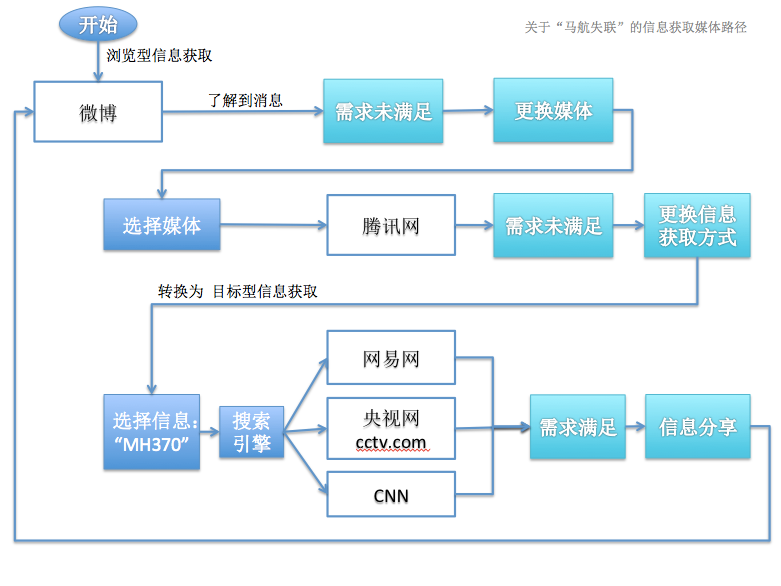 开始
关于“马航失联”的信息获取媒体路径
浏览型信息获取
微博
了解到消息
需求未满足
更换媒体
选择媒体
腾讯网
需求未满足
更换信息
获取方式
转换为 目标型信息获取
网易网
选择信息：
“MH370”
搜索
引擎
央视网
cctv.com
需求满足
信息分享
CNN